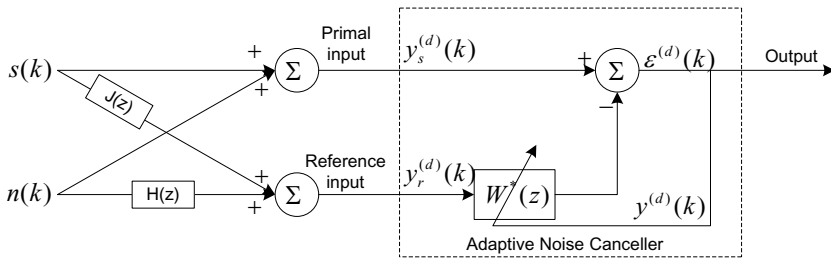 Primal input
s(k)
J(z)
+
+
Σ
y_s^{(d)}(k)
+
−
Σ
ε^{(d)}(k)
Output
n(k)
H(z)
+
+
Σ
Reference input
y_r^{(d)}(k)
W^*(z)
y^{(d)}(k)
Adaptive Noise Canceller